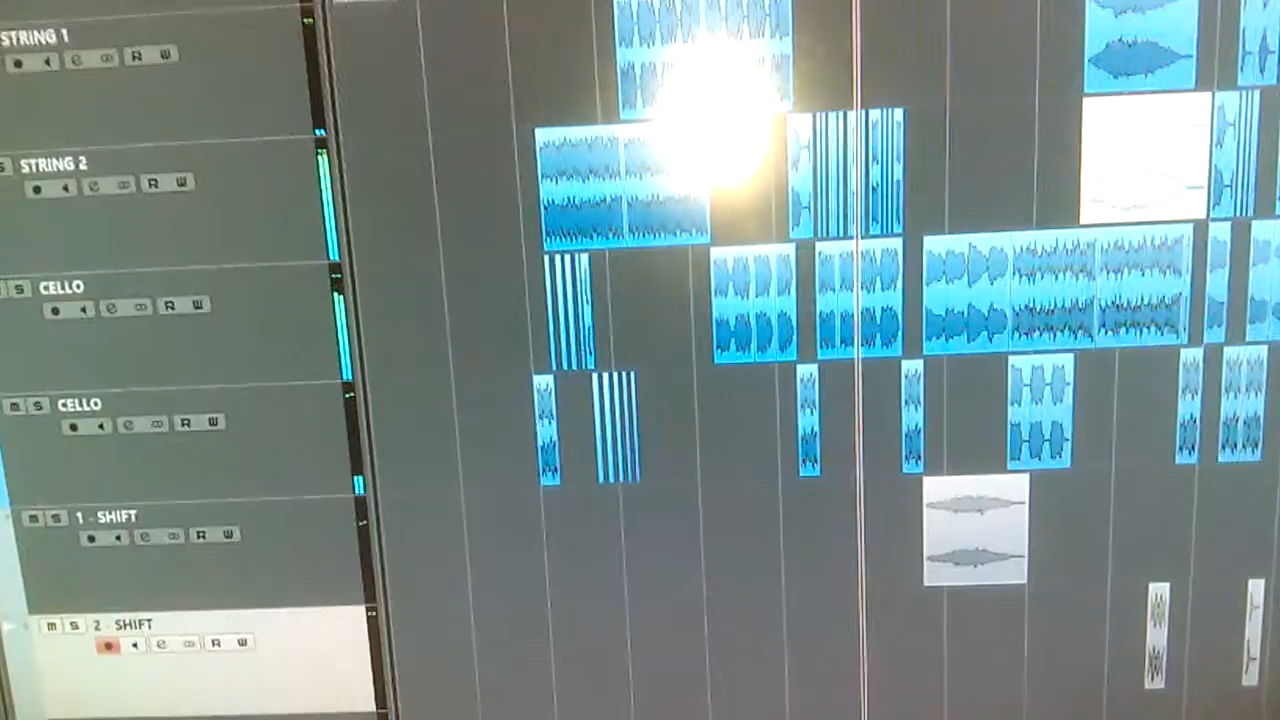 STRING 1
R W
S STRING 2
R W
S CELLO
R W
m S CELLO
R W
m S 1 - SHIFT
R W
m S 2 - SHIFT
R W